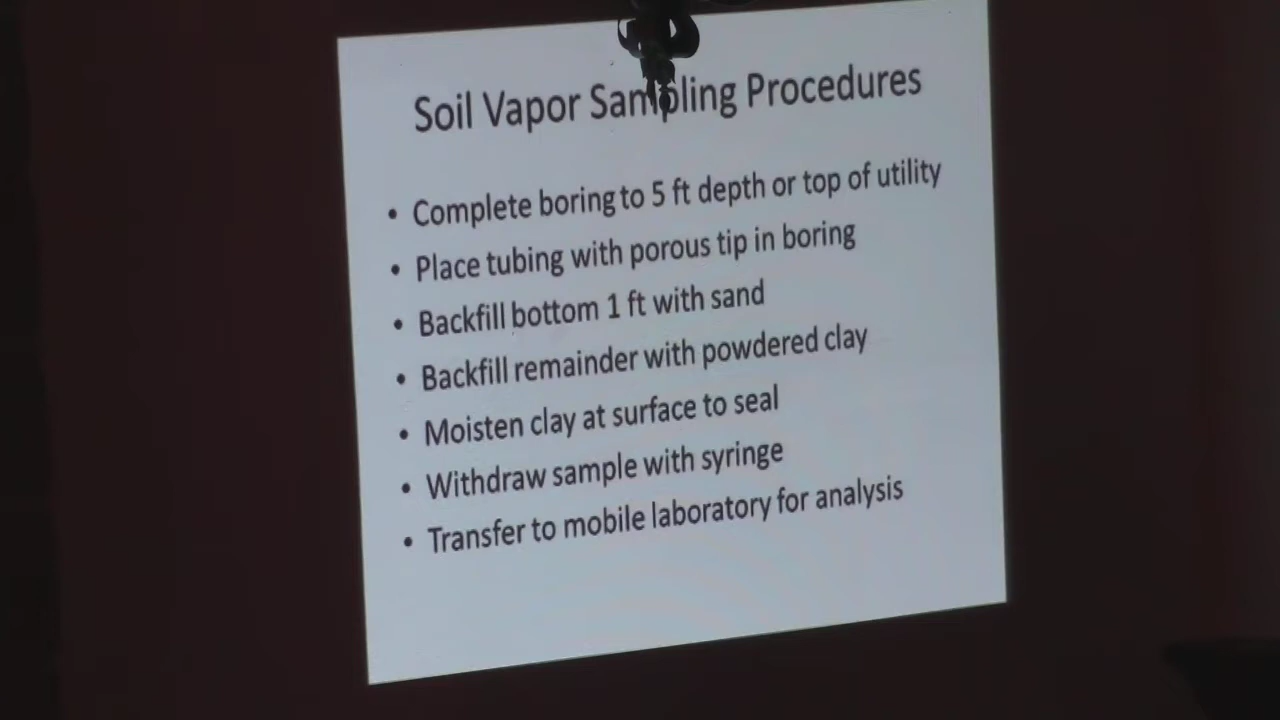 Soil Vapor Sampling Procedures
• Complete boring to 5 ft depth or top of utility
• Place tubing with porous tip in boring
• Backfill bottom 1 ft with sand
• Backfill remainder with powdered clay
• Moisten clay at surface to seal
• Withdraw sample with syringe
• Transfer to mobile laboratory for analysis